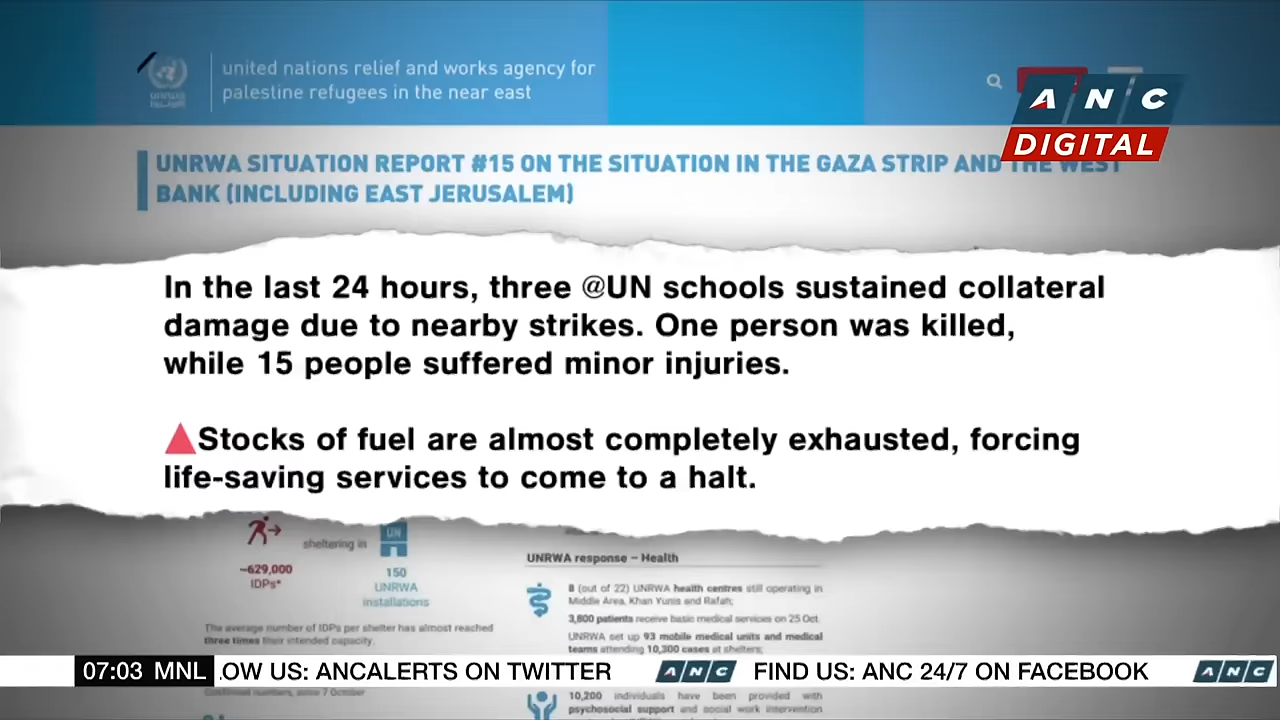 united nations relief and works agency for
palestine refugees in the near east
ANC
DIGITAL
UNRWA SITUATION REPORT #15 ON THE SITUATION IN THE GAZA STRIP AND THE WEST
BANK (INCLUDING EAST JERUSALEM)
In the last 24 hours, three @UN schools sustained collateral
damage due to nearby strikes. One person was killed,
while 15 people suffered minor injuries.
Stocks of fuel are almost completely exhausted, forcing
life-saving services to come to a halt.
sheltering in
UN
~629,000
IDPs*
150
UNRWA
installations
The average number of IDPs per shelter has almost reached
three times their intended capacity.
UNRWA response – Health
8 (out of 22) UNRWA health centres still operating in
Middle Area, Khan Yunis and Rafah;
3,800 patients receive basic medical services on 25 Oct.
UNRWA set up 93 mobile medical units and medical
teams attending 10,300 cases at shelters;
07:03 MNL
.OW US: ANCALERTS ON TWITTER ANC FIND US: ANC 24/7 ON FACEBOOK ANC
10,200 individuals have been provided with
psychosocial support and social work intervention